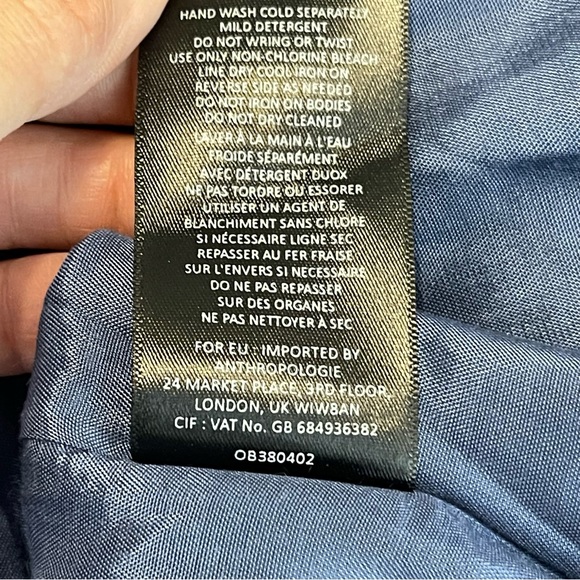 HAND WASH COLD SEPARATELY
MILD DETERGENT
DO NOT WRING OR TWIST
USE ONLY NON-CHLORINE BLEACH
LINE DRY COOL IRON ON
REVERSE SIDE AS NEEDED
DO NOT IRON ON BODIES
DO NOT DRY CLEANED
LAVER À LA MAIN À L'EAU
FROIDE SÉPARÉMENT
AVEC DÉTERGENT DUOX
NE PAS TORDRE OU ESSORER
UTILISER UN AGENT DE
BLANCHIMENT SANS CHLORE
SI NÉCESSAIRE LIGNE SEC
REPASSER AU FER FRAISE
SUR L'ENVERS SI NECESSAIRE
DO NE PAS REPASSER
SUR DES ORGANES
NE PAS NETTOYER À SEC
FOR EU : IMPORTED BY
ANTHROPOLOGIE
24 MARKET PLACE, 3RD FLOOR,
LONDON, UK WIW8AN
CIF : VAT No. GB 684936382
OB380402